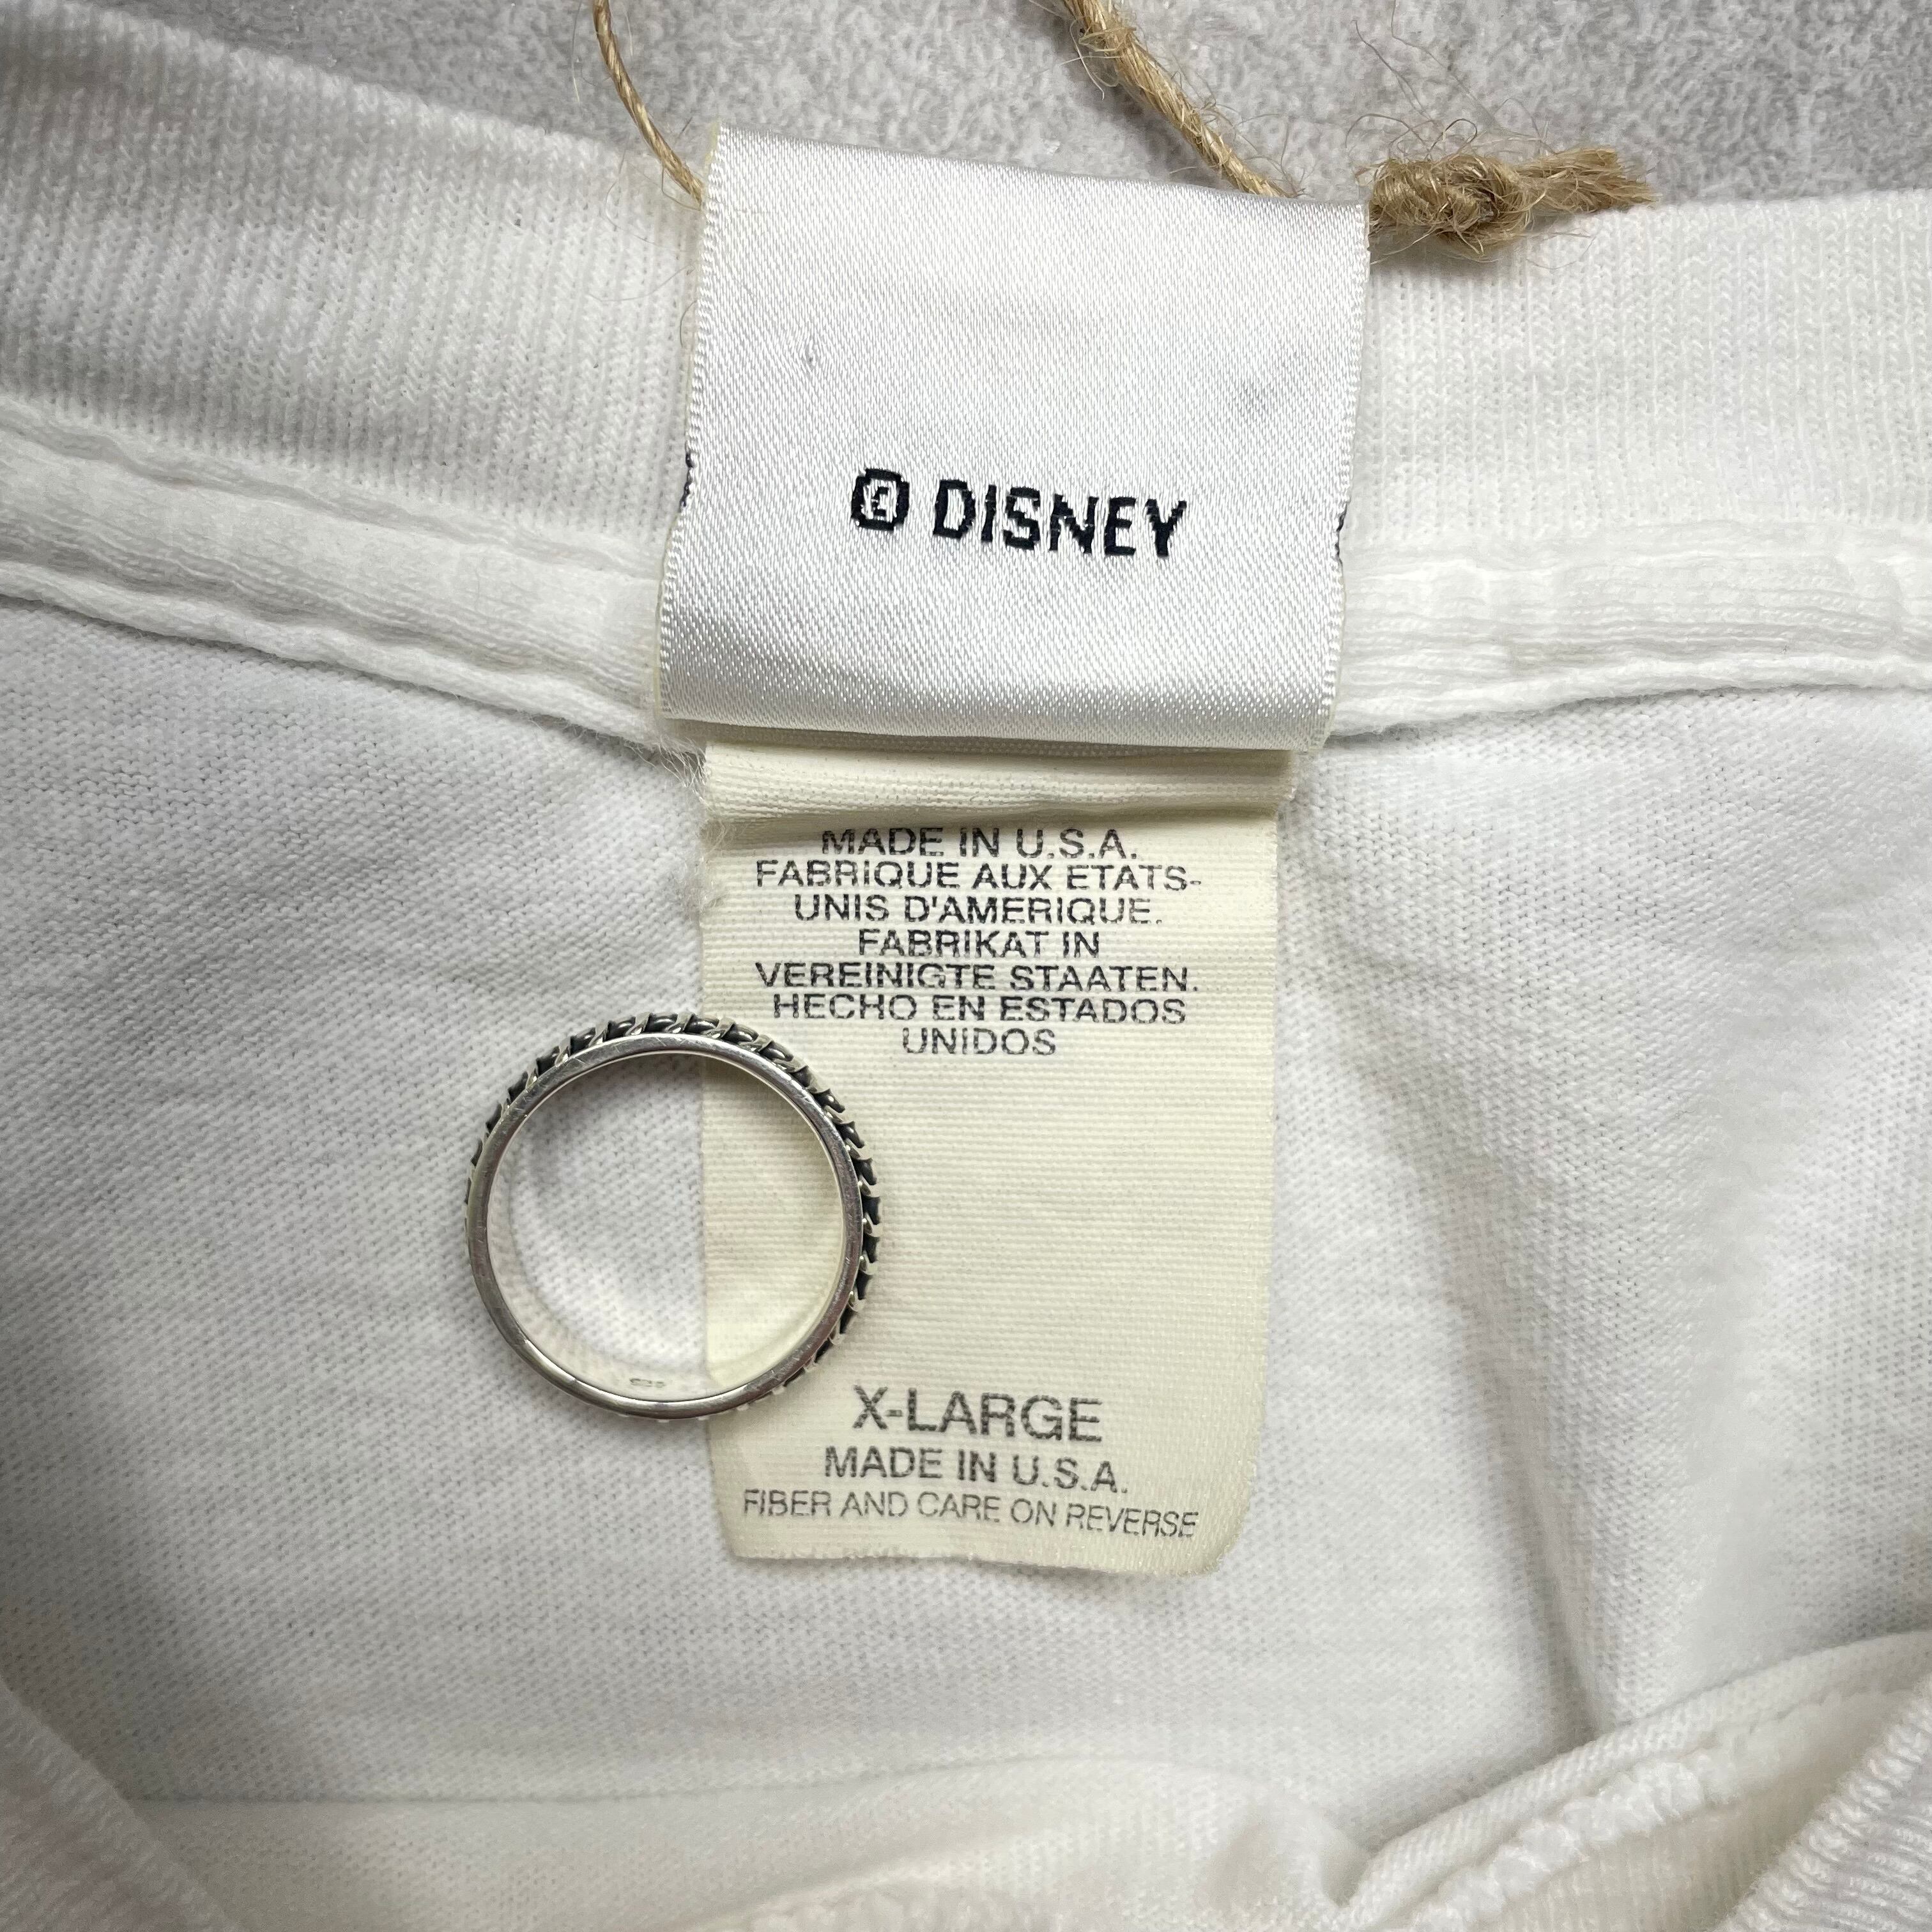 © DISNEY
MADE IN U.S.A.
FABRIQUE AUX ETATS-
UNIS D'AMERIQUE.
FABRIKAT IN
VEREINIGTE STAATEN.
HECHO EN ESTADOS
UNIDOS
X-LARGE
MADE IN U.S.A.
FIBER AND CARE ON REVERSE